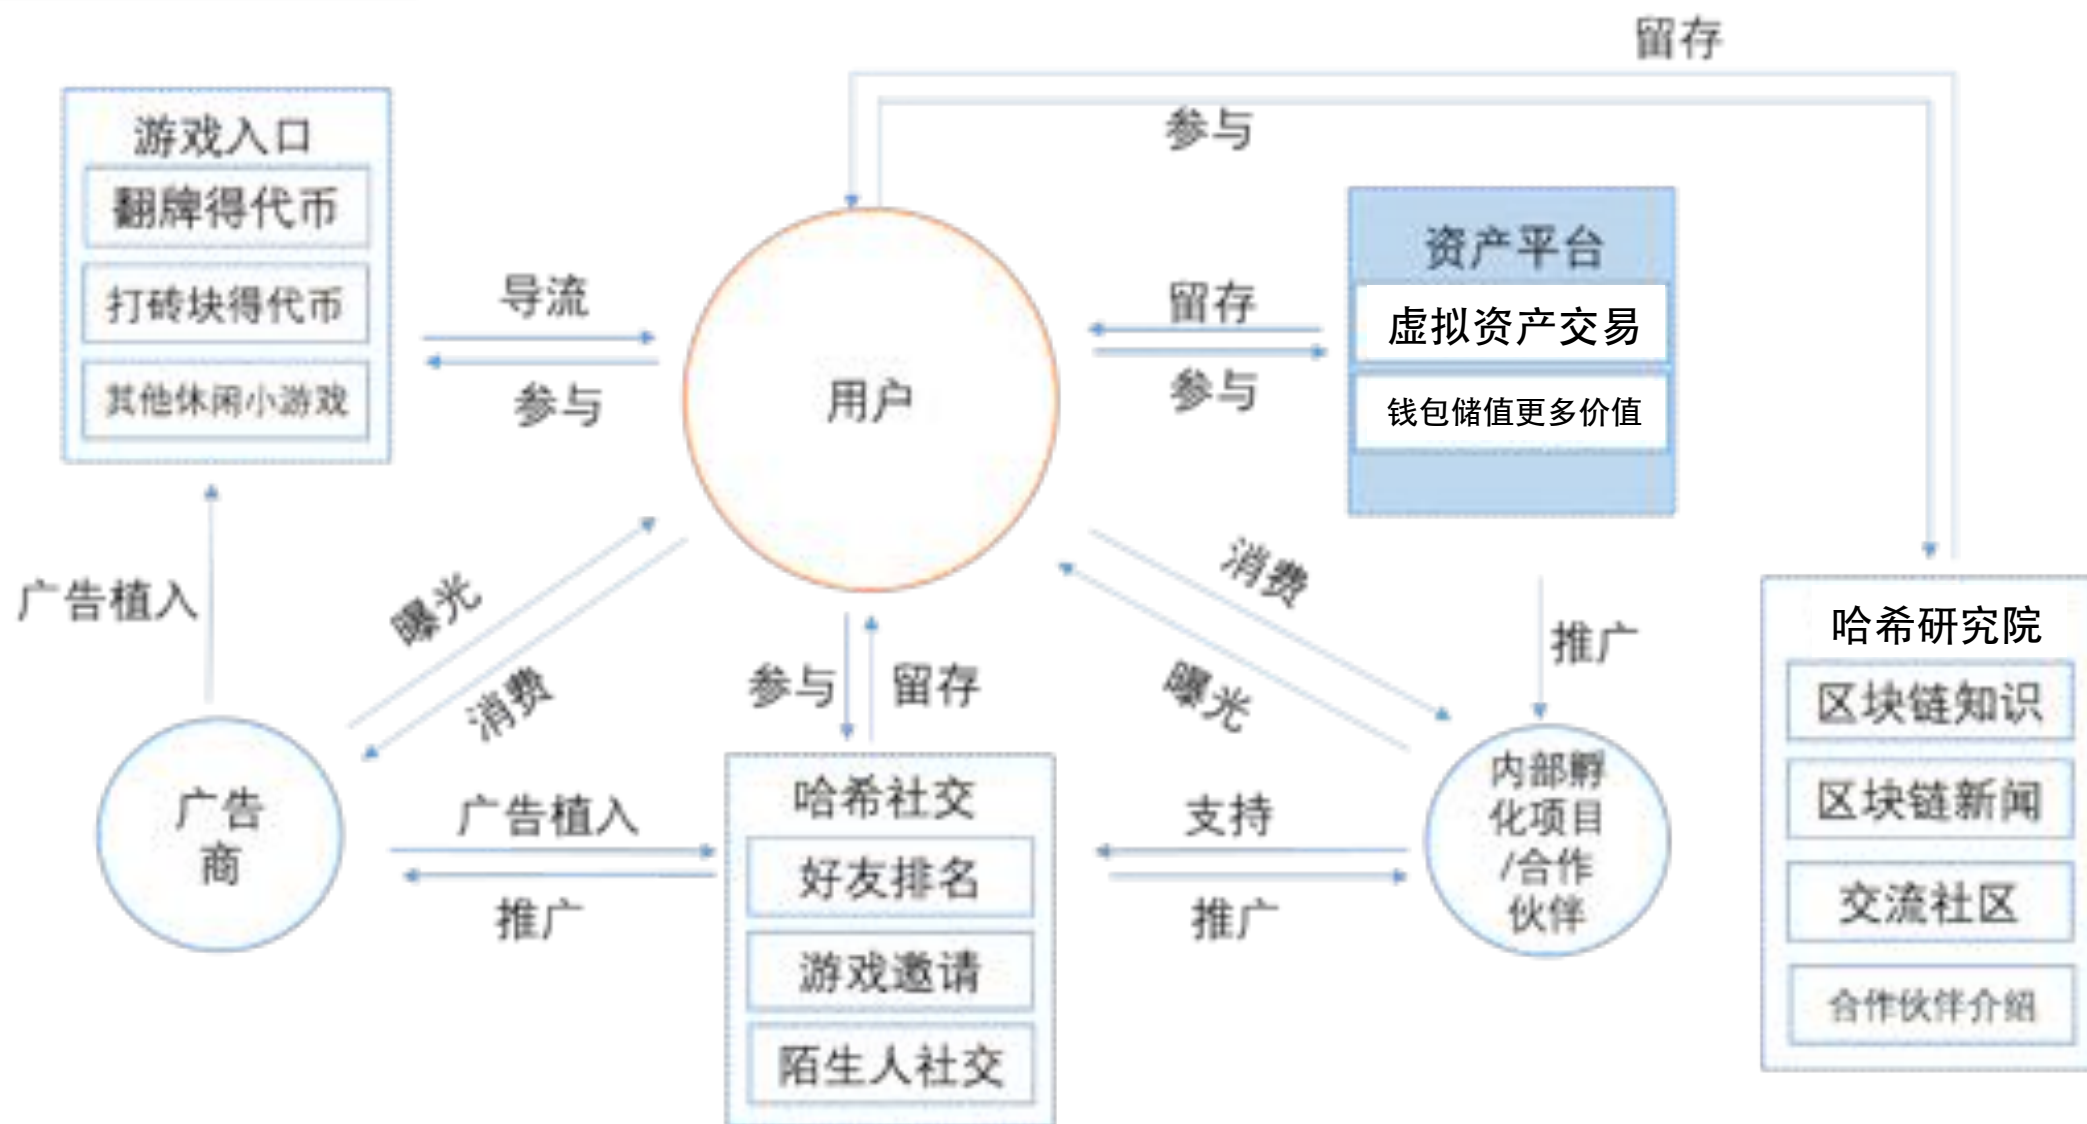 留存
参与
游戏入口
翻牌得代币
打砖块得代币
其他休闲小游戏
导流
参与
用户
留存
参与
资产平台
虚拟资产交易
钱包储值更多价值
广告植入
曝光
消费
参与
留存
消费
曝光
推广
哈希研究院
区块链知识
区块链新闻
交流社区
合作伙伴介绍
广告
商
广告植入
推广
哈希社交
好友排名
游戏邀请
陌生人社交
支持
推广
内部孵
化项目
/合作
伙伴